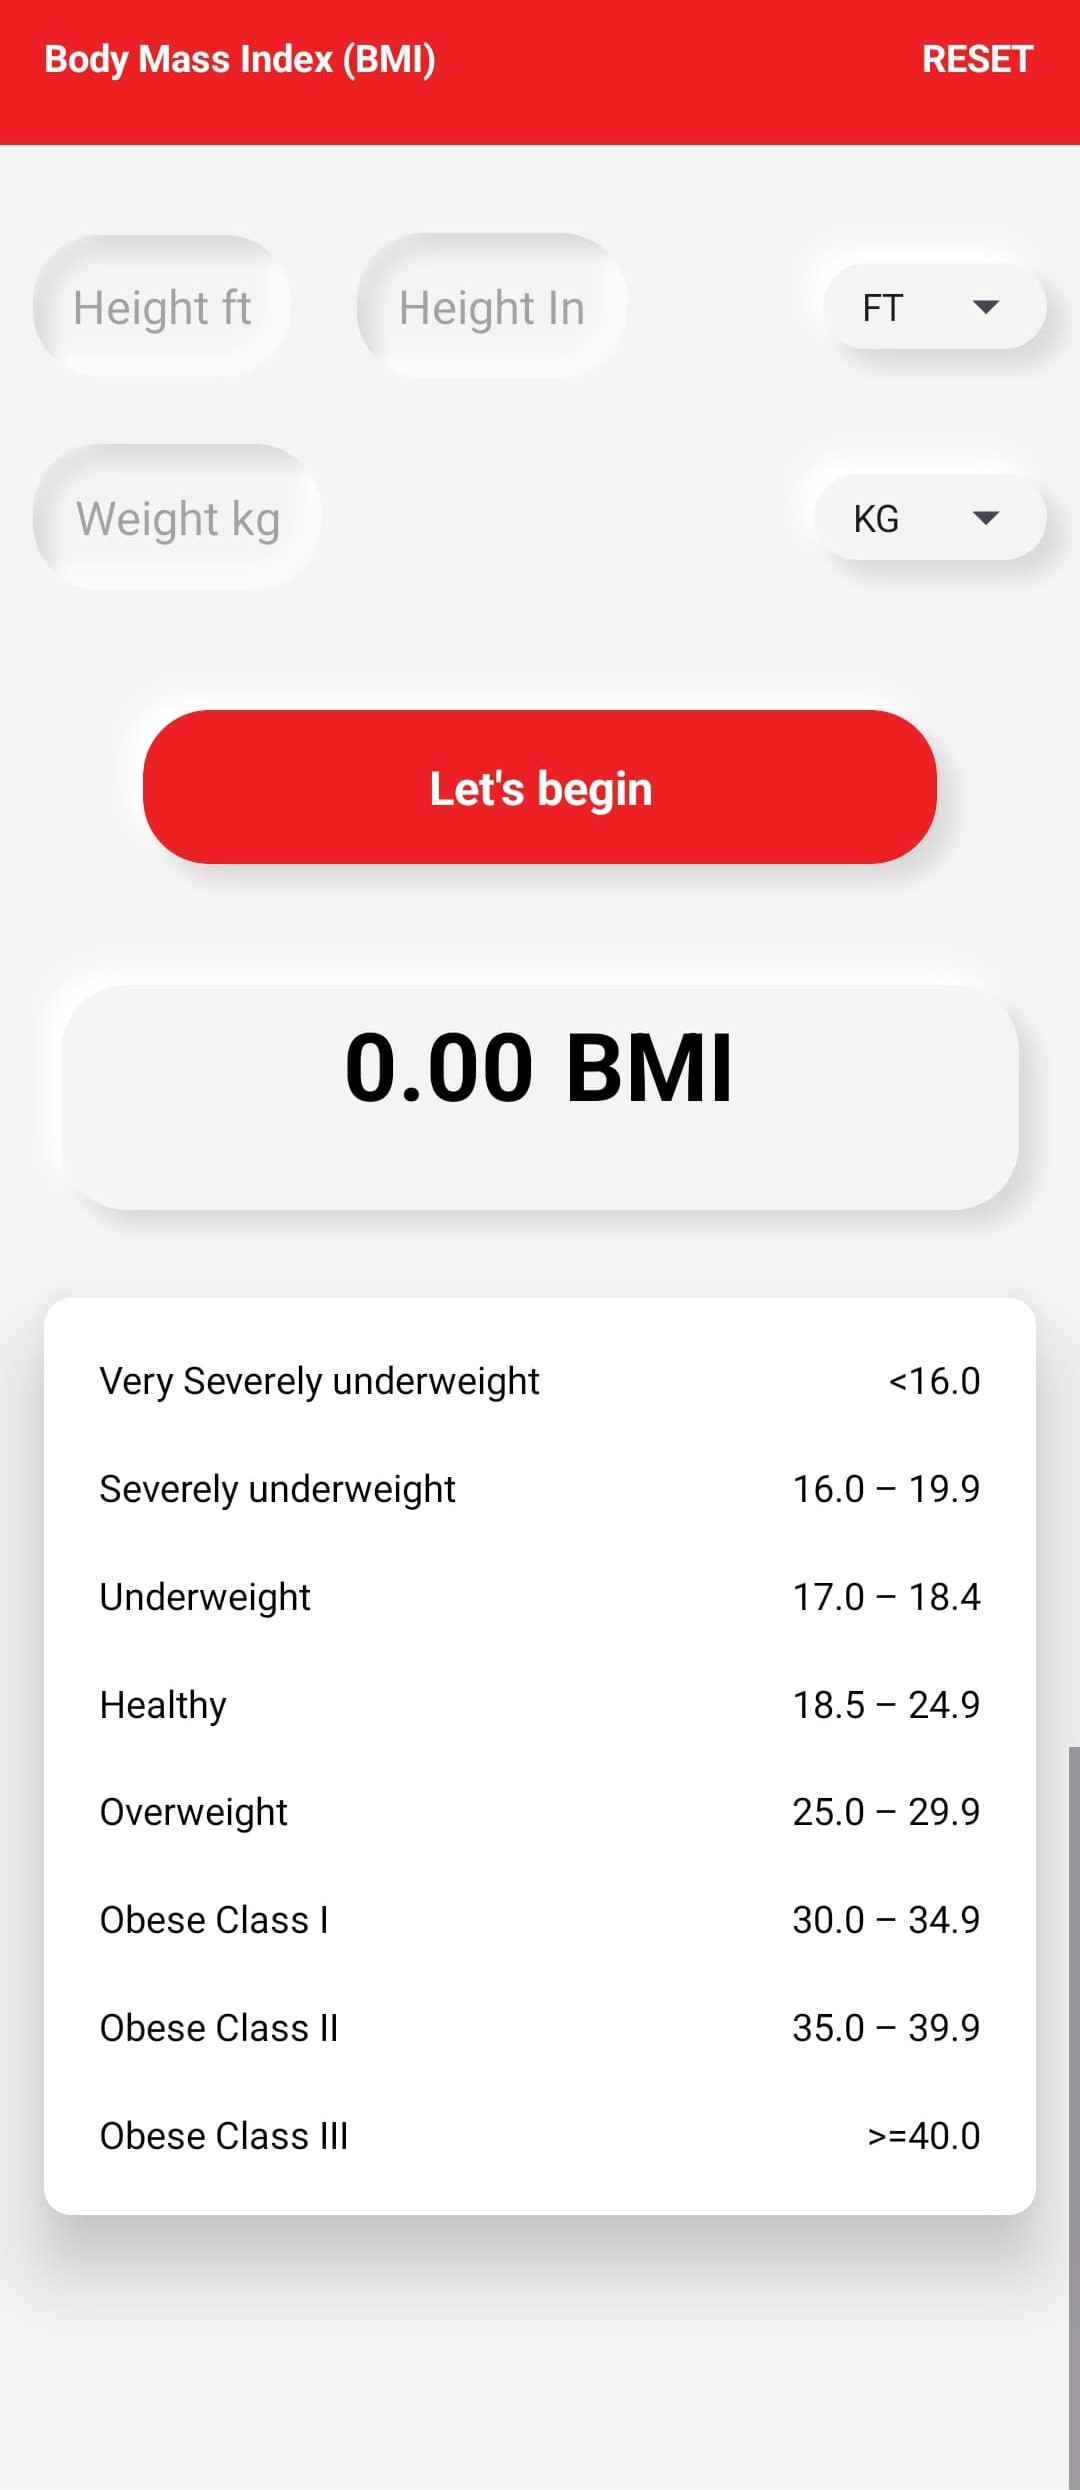 Body Mass Index (BMI) RESET
Height ft Height In FT
Weight kg KG
Let's begin
0.00 BMI
Very Severely underweight <16.0
Severely underweight 16.0 – 19.9
Underweight 17.0 – 18.4
Healthy 18.5 – 24.9
Overweight 25.0 – 29.9
Obese Class I 30.0 – 34.9
Obese Class II 35.0 – 39.9
Obese Class III >=40.0